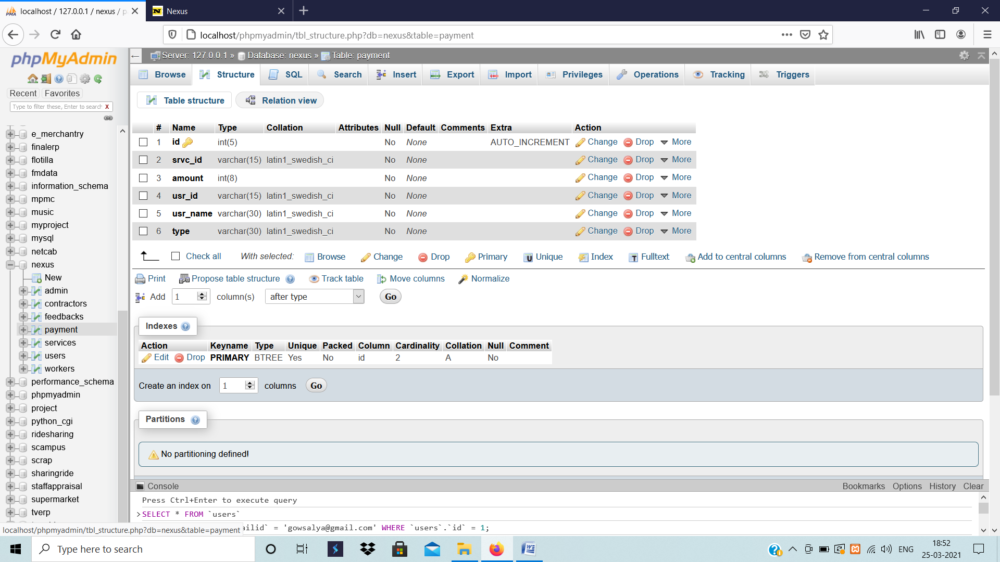 localhost / 127.0.0.1 / nexus / p
Nexus
localhost/phpmyadmin/tbl_structure.php?db=nexus&table=payment
phpMyAdmin
Recent Favorites
Type to filter these, Enter to search X
e_merchantry
finalerp
flotilla
fmdata
information_schema
mpmc
music
myproject
mysql
netcab
nexus
New
admin
contractors
feedbacks
payment
services
users
workers
performance_schema
phpmyadmin
project
python_cgi
ridesharing
scampus
scrap
sharingride
staffappraisal
supermarket
tverp
localhost/phpmyadmin/tbl_structure.php?db=nexus&table=payment
Server: 127.0.0.1 » Database: nexus » Table: payment
Browse Structure SQL Search Insert Export Import Privileges Operations Tracking Triggers
Table structure Relation view
# Name Type Collation Attributes Null Default Comments Extra Action
1 id int(5) No None AUTO_INCREMENT Change Drop More
2 srvc_id varchar(15) latin1_swedish_ci No None Change Drop More
3 amount int(8) No None Change Drop More
4 usr_id varchar(15) latin1_swedish_ci No None Change Drop More
5 usr_name varchar(30) latin1_swedish_ci No None Change Drop More
6 type varchar(30) latin1_swedish_ci No None Change Drop More
Check all With selected: Browse Change Drop Primary Unique Index Fulltext Add to central columns Remove from central columns
Print Propose table structure Track table Move columns Normalize
Add 1 column(s) after type Go
Indexes
Action Keyname Type Unique Packed Column Cardinality Collation Null Comment
Edit Drop PRIMARY BTREE Yes No id 2 A No
Create an index on 1 columns Go
Partitions
No partitioning defined!
Console Bookmarks Options History Clear
Press Ctrl+Enter to execute query
>SELECT * FROM `users`
ailid` = 'gowsalya@gmail.com' WHERE `users`.`id` = 1;
Type here to search
ENG
18:52
25-03-2021